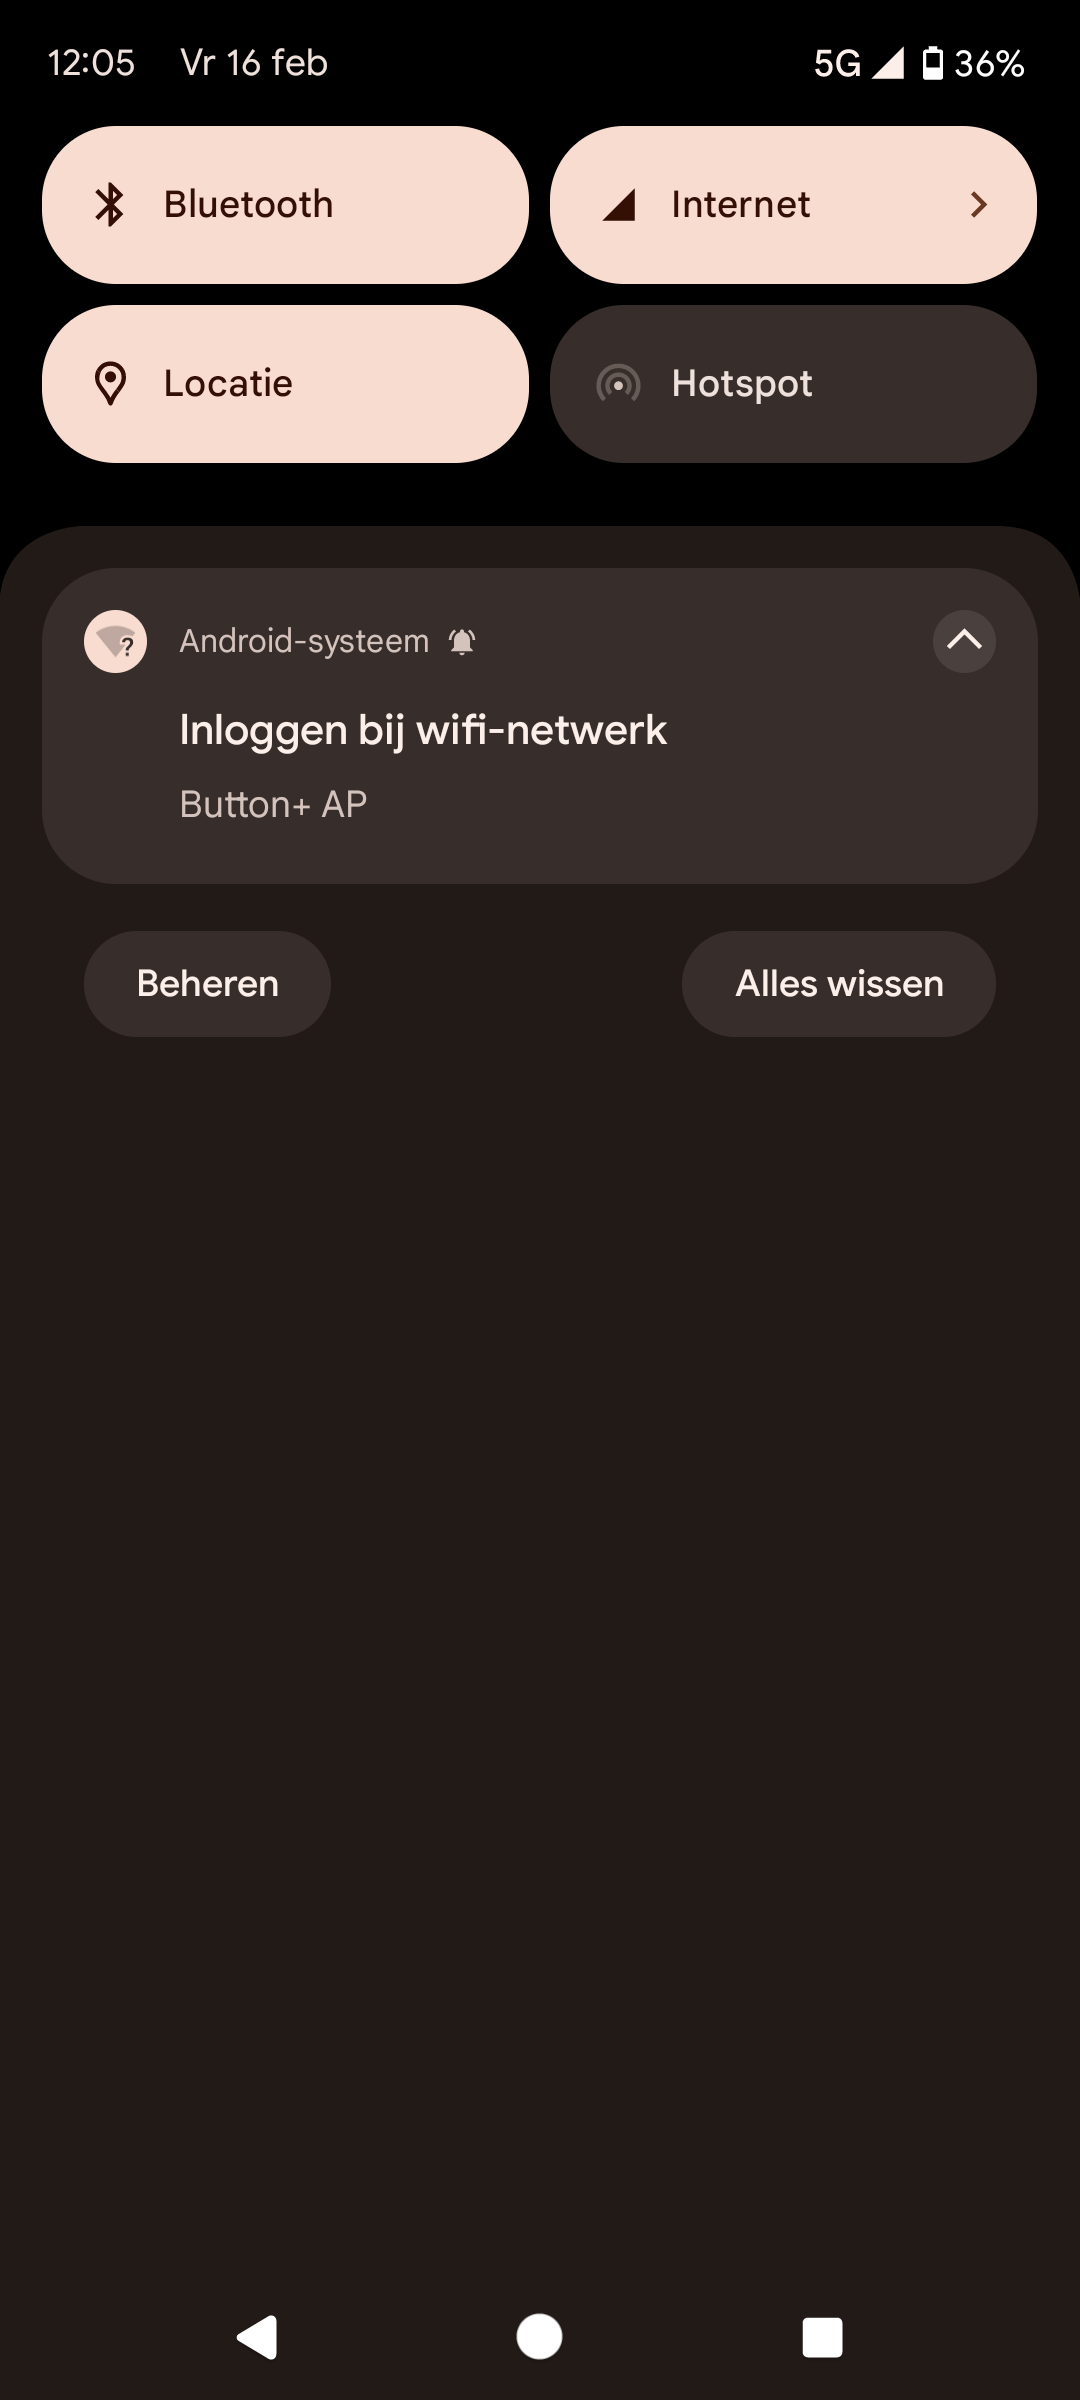 12:05 Vr 16 feb 5G 36%
Bluetooth
Internet
Locatie
Hotspot
Android-systeem
Inloggen bij wifi-netwerk
Button+ AP
Beheren
Alles wissen